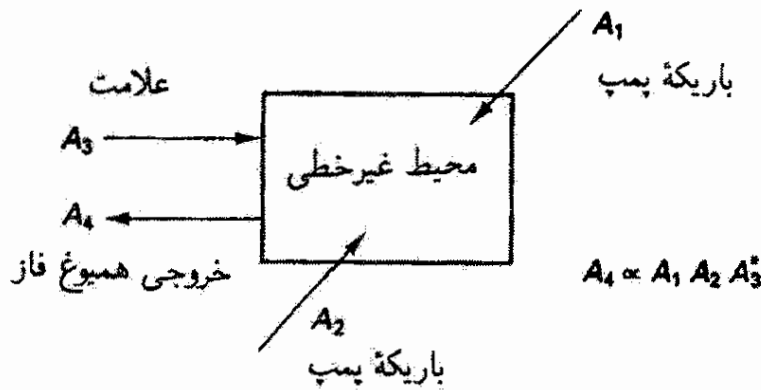 A₁
باریکهٔ پمپ
علامت
A₃
محیط غیرخطی
A₄
خروجی همیوغ فاز
A₄ ∝ A₁ A₂ A₃*
A₂
باریکهٔ پمپ